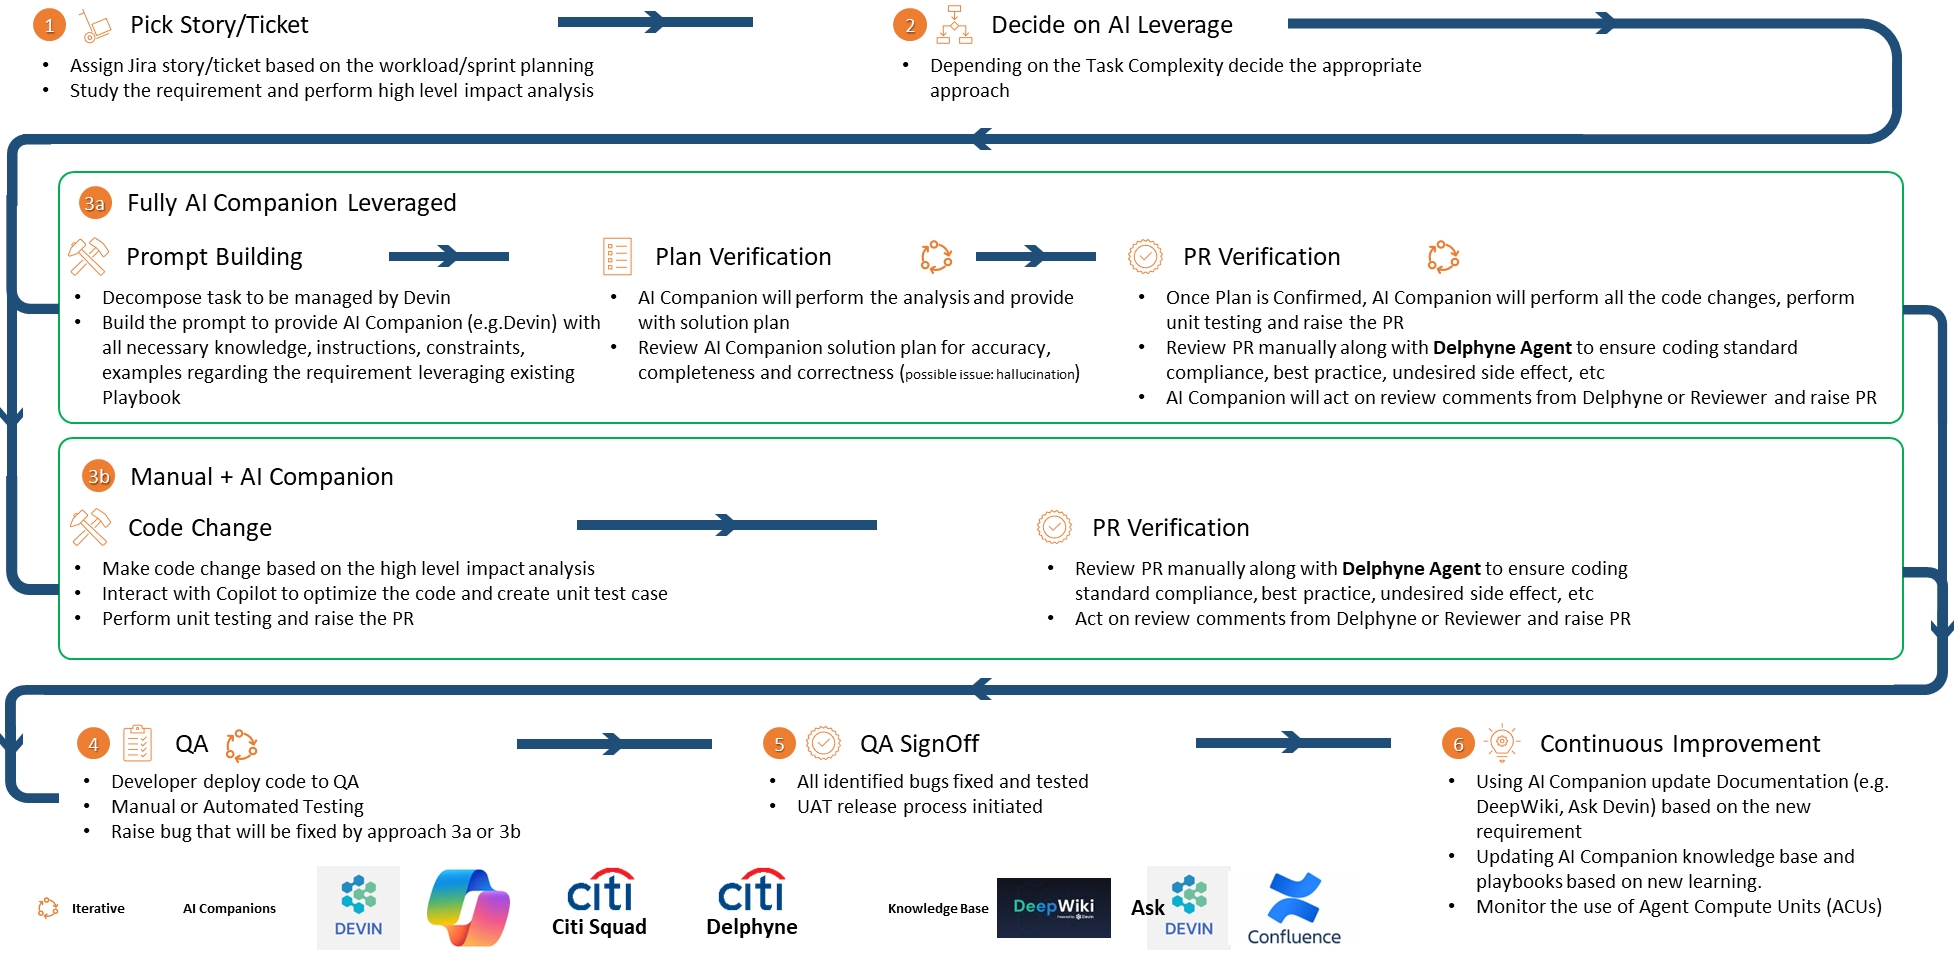 1 Pick Story/Ticket
• Assign Jira story/ticket based on the workload/sprint planning
• Study the requirement and perform high level impact analysis
2 Decide on AI Leverage
• Depending on the Task Complexity decide the appropriate
approach
3a Fully AI Companion Leveraged
Prompt Building
• Decompose task to be managed by Devin
• Build the prompt to provide AI Companion (e.g.Devin) with
all necessary knowledge, instructions, constraints,
examples regarding the requirement leveraging existing
Playbook
Plan Verification
• AI Companion will perform the analysis and provide
with solution plan
• Review AI Companion solution plan for accuracy,
completeness and correctness (possible issue: hallucination)
PR Verification
• Once Plan is Confirmed, AI Companion will perform all the code changes, perform
unit testing and raise the PR
• Review PR manually along with Delphyne Agent to ensure coding standard
compliance, best practice, undesired side effect, etc
• AI Companion will act on review comments from Delphyne or Reviewer and raise PR
3b Manual + AI Companion
Code Change
• Make code change based on the high level impact analysis
• Interact with Copilot to optimize the code and create unit test case
• Perform unit testing and raise the PR
PR Verification
• Review PR manually along with Delphyne Agent to ensure coding
standard compliance, best practice, undesired side effect, etc
• Act on review comments from Delphyne or Reviewer and raise PR
4 QA
• Developer deploy code to QA
• Manual or Automated Testing
• Raise bug that will be fixed by approach 3a or 3b
5 QA SignOff
• All identified bugs fixed and tested
• UAT release process initiated
6 Continuous Improvement
• Using AI Companion update Documentation (e.g.
DeepWiki, Ask Devin) based on the new
requirement
• Updating AI Companion knowledge base and
playbooks based on new learning.
• Monitor the use of Agent Compute Units (ACUs)
Iterative
AI Companions
DEVIN
citi
Citi Squad
citi
Delphyne
Knowledge Base
DeepWiki
Powered by Devin
Ask
DEVIN
Confluence